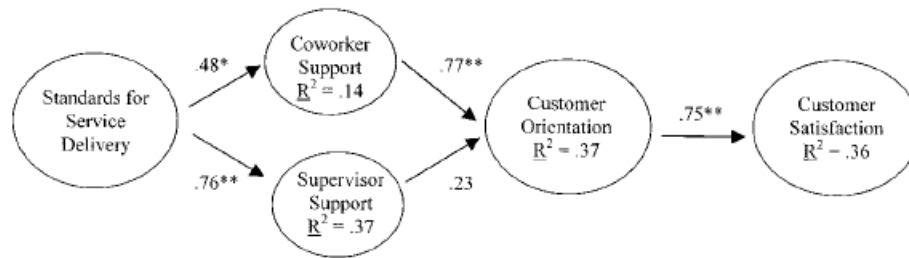 Standards for
Service
Delivery
.48*
.76**
Coworker
Support
R² = .14
Supervisor
Support
R² = .37
.77**
.23
Customer
Orientation
R² = .37
.75**
Customer
Satisfaction
R² = .36